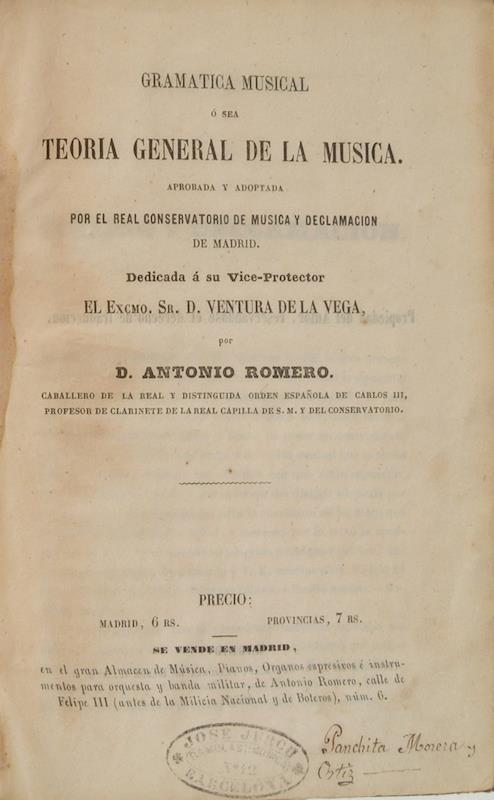 GRAMATICA MUSICAL
Ó SEA
TEORIA GENERAL DE LA MUSICA.
APROBADA Y ADOPTADA
POR EL REAL CONSERVATORIO DE MUSICA Y DECLAMACION
DE MADRID.
Dedicada á su Vice-Protector
EL EXCMO. SR. D. VENTURA DE LA VEGA,
por
D. ANTONIO ROMERO.
CABALLERO DE LA REAL Y DISTINGUIDA ORDEN ESPAÑOLA DE CARLOS III,
PROFESOR DE CLARINETE DE LA REAL CAPILLA DE S. M. Y DEL CONSERVATORIO.
PRECIO:
MADRID, 6 RS. PROVINCIAS, 7 RS.
SE VENDE EN MADRID,
en el gran Almacen de Música, Pianos, Organos espresivos é instru-
mentos para orquesta y banda militar, de Antonio Romero, calle de
Felipe III (antes de la Milicia Nacional y de Boteros), núm. 6.
JOSÉ JERCH
BARCELONA
Panchita Morera y
Ortiz